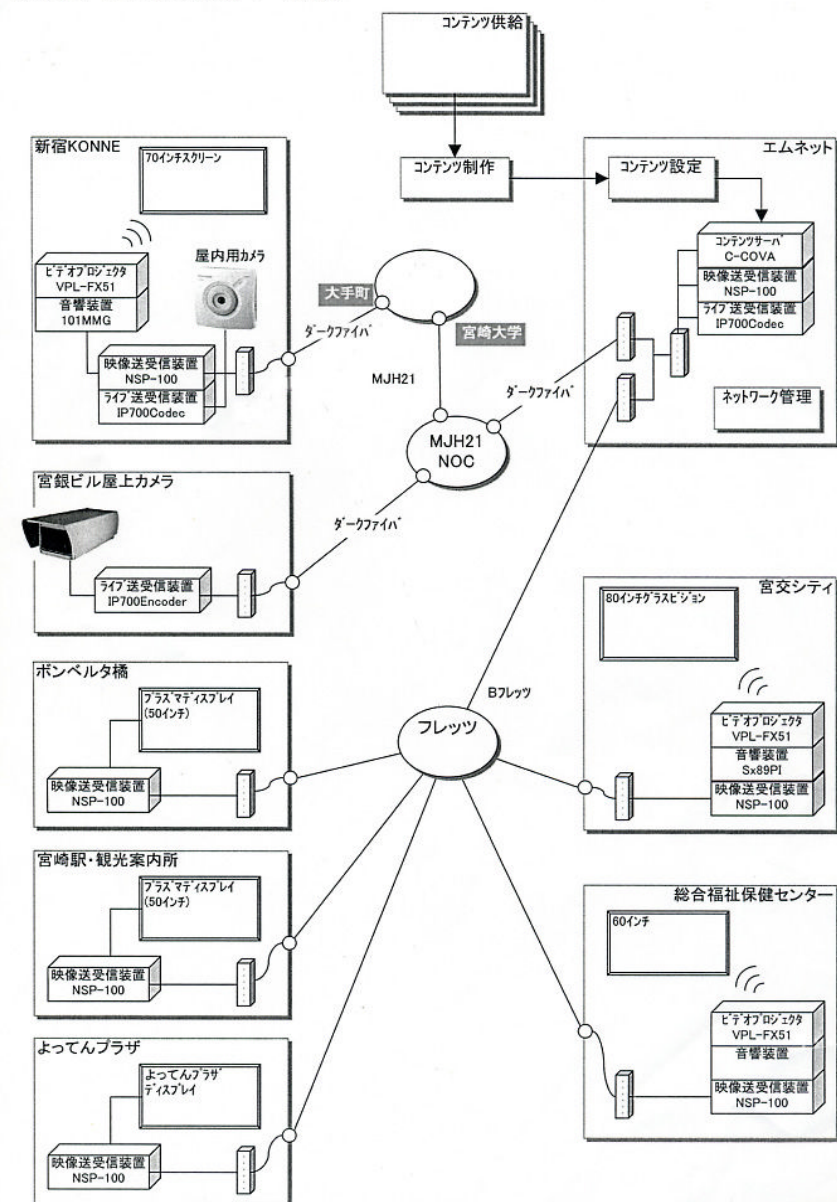 コンテンツ供給
コンテンツ制作
コンテンツ設定
新宿KONNE
70インチスクリーン
ビデオプロジェクタ
VPL-FX51
音響装置
101MMG
屋内用カメラ
映像送受信装置
NSP-100
ライブ送受信装置
IP700Codec
大手町
宮崎大学
ダークファイバ
MJH21
ダークファイバ
MJH21
NOC
ダークファイバ
エムネット
コンテンツサーバ
C-COVA
映像送受信装置
NSP-100
ライブ送受信装置
IP700Codec
ネットワーク管理
宮銀ビル屋上カメラ
ライブ送受信装置
IP700Encoder
ボンベルタ橘
プラズマディスプレイ
(50インチ)
映像送受信装置
NSP-100
Bフレッツ
フレッツ
宮交シティ
80インチグラスビジョン
ビデオプロジェクタ
VPL-FX51
音響装置
Sx89PI
映像送受信装置
NSP-100
宮崎駅・観光案内所
プラズマディスプレイ
(50インチ)
映像送受信装置
NSP-100
総合福祉保健センター
60インチ
ビデオプロジェクタ
VPL-FX51
音響装置
映像送受信装置
NSP-100
よってんプラザ
よってんプラザ
ディスプレイ
映像送受信装置
NSP-100